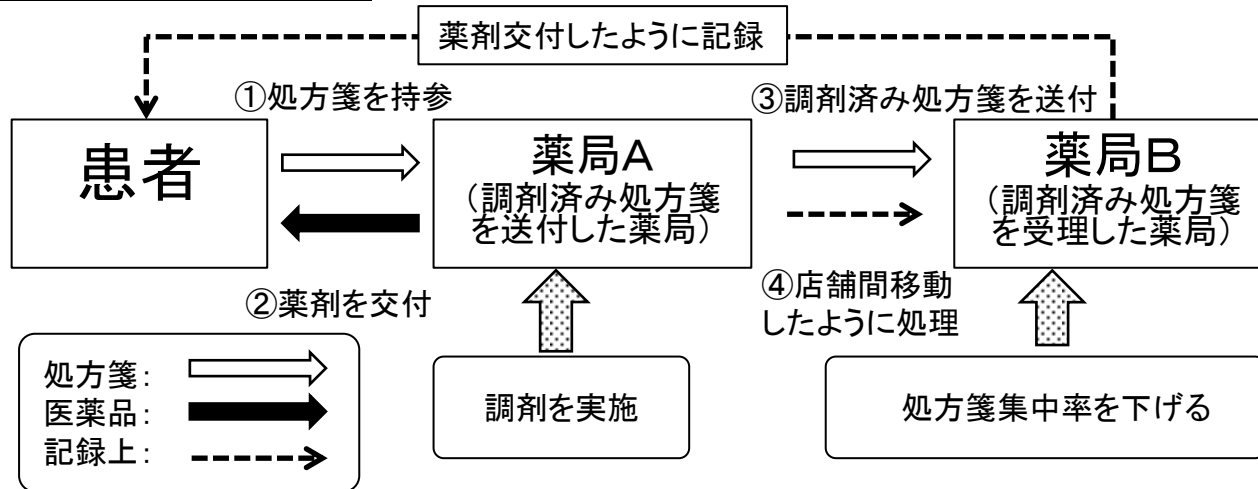 薬剤交付したように記録
①処方箋を持参
③調剤済み処方箋を送付
患者
薬局A
(調剤済み処方箋
を送付した薬局)
薬局B
(調剤済み処方箋
を受理した薬局)
②薬剤を交付
④店舗間移動
したように処理
処方箋:
医薬品:
記録上:
調剤を実施
処方箋集中率を下げる